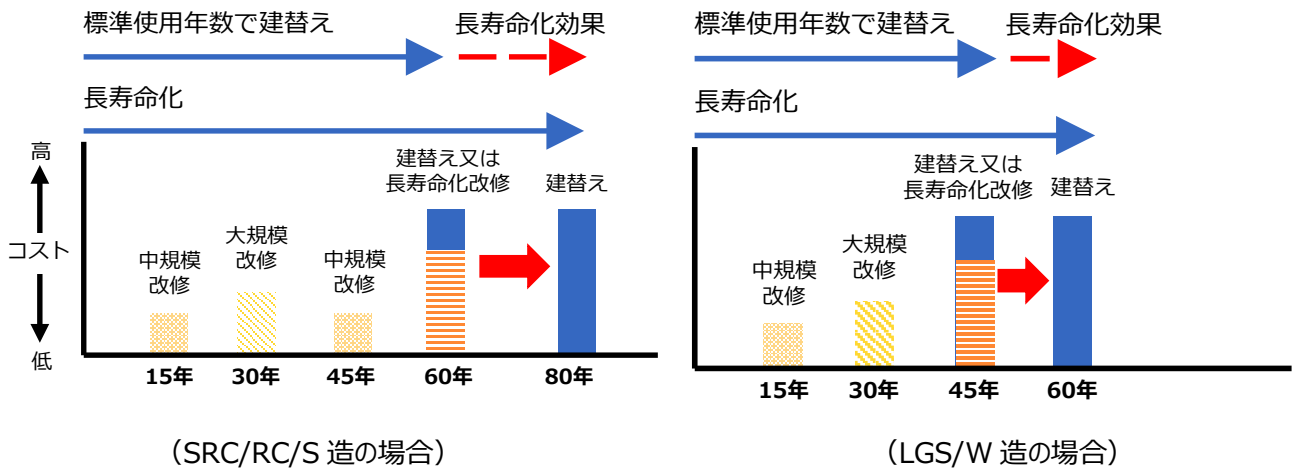 標準使用年数で建替え
長寿命化効果
長寿命化
高
コスト
低
中規模
改修
大規模
改修
中規模
改修
建替え又は
長寿命化改修
建替え
15年
30年
45年
60年
80年
（SRC/RC/S 造の場合）
標準使用年数で建替え
長寿命化効果
長寿命化
中規模
改修
大規模
改修
建替え又は
長寿命化改修
建替え
15年
30年
45年
60年
（LGS/W 造の場合）